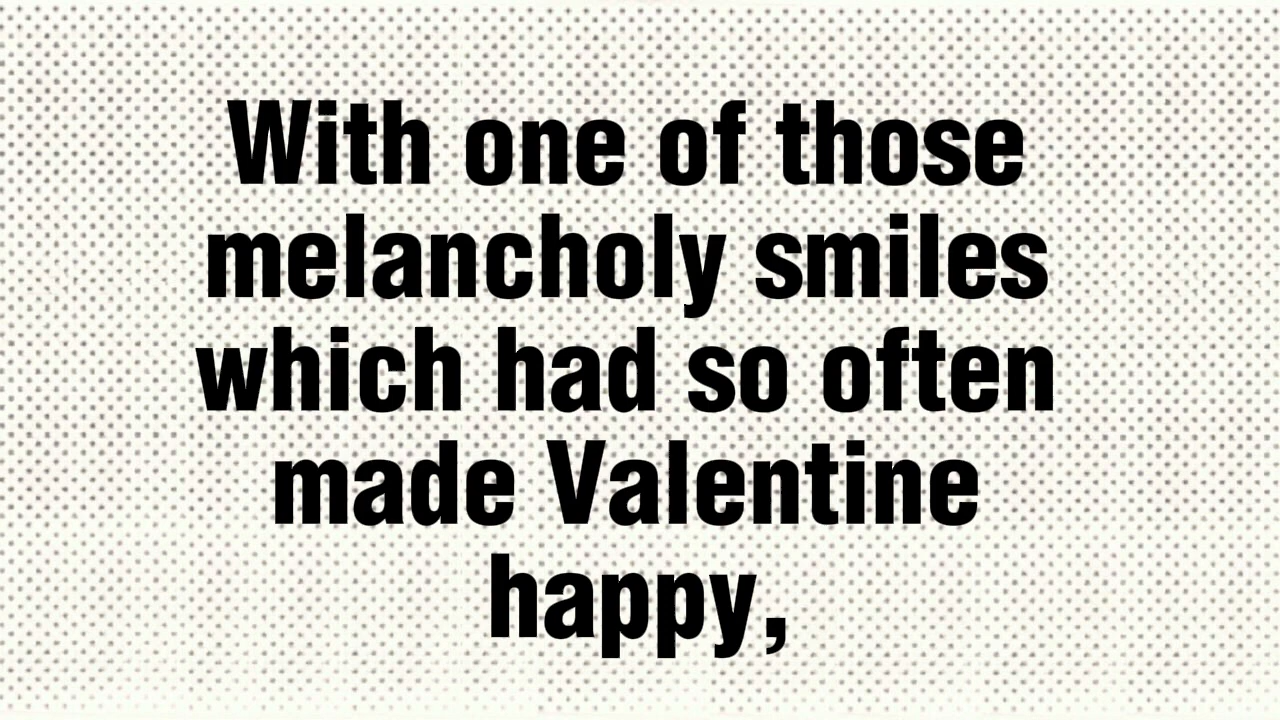 With one of those
melancholy smiles
which had so often
made Valentine
happy,